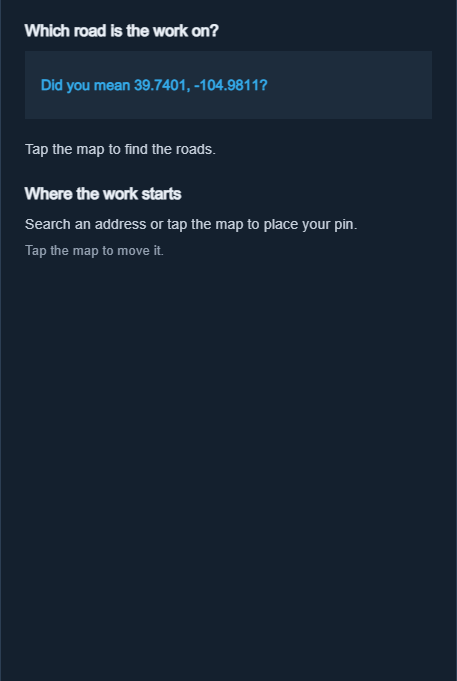 Which road is the work on?
Did you mean 39.7401, -104.9811?
Tap the map to find the roads.
Where the work starts
Search an address or tap the map to place your pin.
Tap the map to move it.